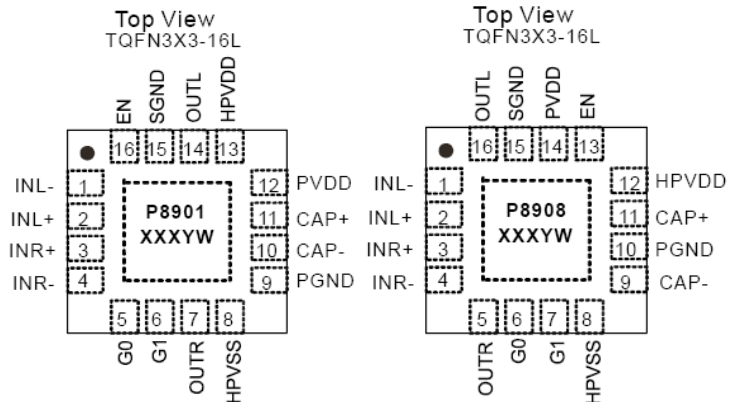 Top View
TQFN3X3-16L
EN
SGND
OUTL
HPVDD
16 15 14 13
INL- 1
INL+ 2
INR+ 3
INR- 4
P8901
XXXYW
12 PVDD
11 CAP+
10 CAP-
9 PGND
5 6 7 8
G0
G1
OUTR
HPVSS
Top View
TQFN3X3-16L
OUTL
SGND
PVDD
EN
16 15 14 13
INL- 1
INL+ 2
INR+ 3
INR- 4
P8908
XXXYW
12 HPVDD
11 CAP+
10 PGND
9 CAP-
5 6 7 8
OUTR
G0
G1
HPVSS